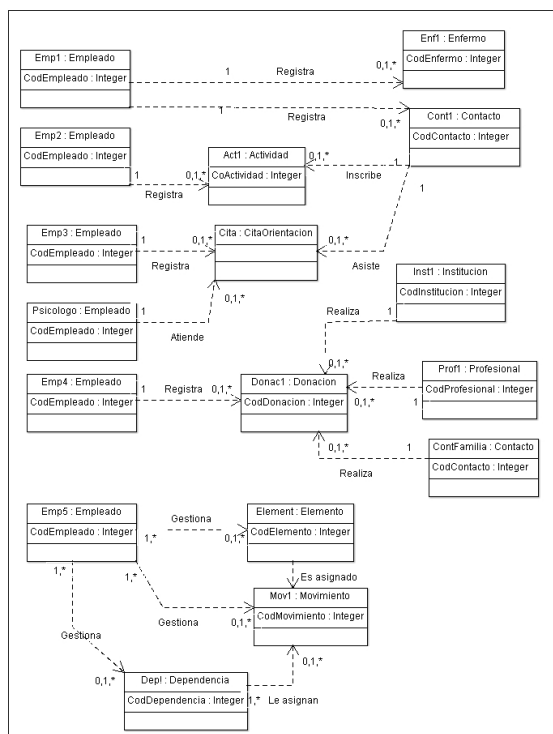 Enf1 : Enfermo
CodEnfermo : Integer
Emp1 : Empleado
CodEmpleado : Integer
1
Registra
0,1,*
1
Registra
0,1,*
Cont1 : Contacto
CodContacto : Integer
Emp2 : Empleado
CodEmpleado : Integer
1
Registra
0,1,*
Act1 : Actividad
CoActividad : Integer
0,1,*
Inscribe
1
1
Emp3 : Empleado
CodEmpleado : Integer
1
Registra
0,1,*
Cita : CitaOrientacion
0,1,*
Asiste
Psicologo : Empleado
CodEmpleado : Integer
1
Atiende
0,1,*
Inst1 : Institucion
CodInstitucion : Integer
Realiza
1
0,1,*
Emp4 : Empleado
CodEmpleado : Integer
1
Registra
0,1,*
Donac1 : Donacion
CodDonacion : Integer
Realiza
0,1,*
1
Prof1 : Profesional
CodProfesional : Integer
0,1,*
1
Realiza
ContFamilia : Contacto
CodContacto : Integer
Emp5 : Empleado
CodEmpleado : Integer
Gestiona
1,*
0,1,*
Element : Elemento
CodElemento : Integer
Es asignado
1,*
1,*
Gestiona
0,1,*
Mov1 : Movimiento
CodMovimiento : Integer
Gestiona
0,1,*
0,1,*
Depl : Dependencia
CodDependencia : Integer
1,*
Le asignan